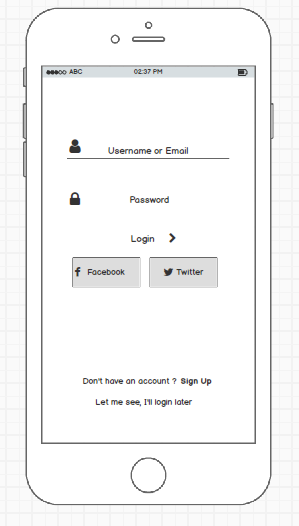 ABC 02:37 PM
Username or Email
Password
Login
Facebook Twitter
Don't have an account ? Sign Up
Let me see, I'll login later